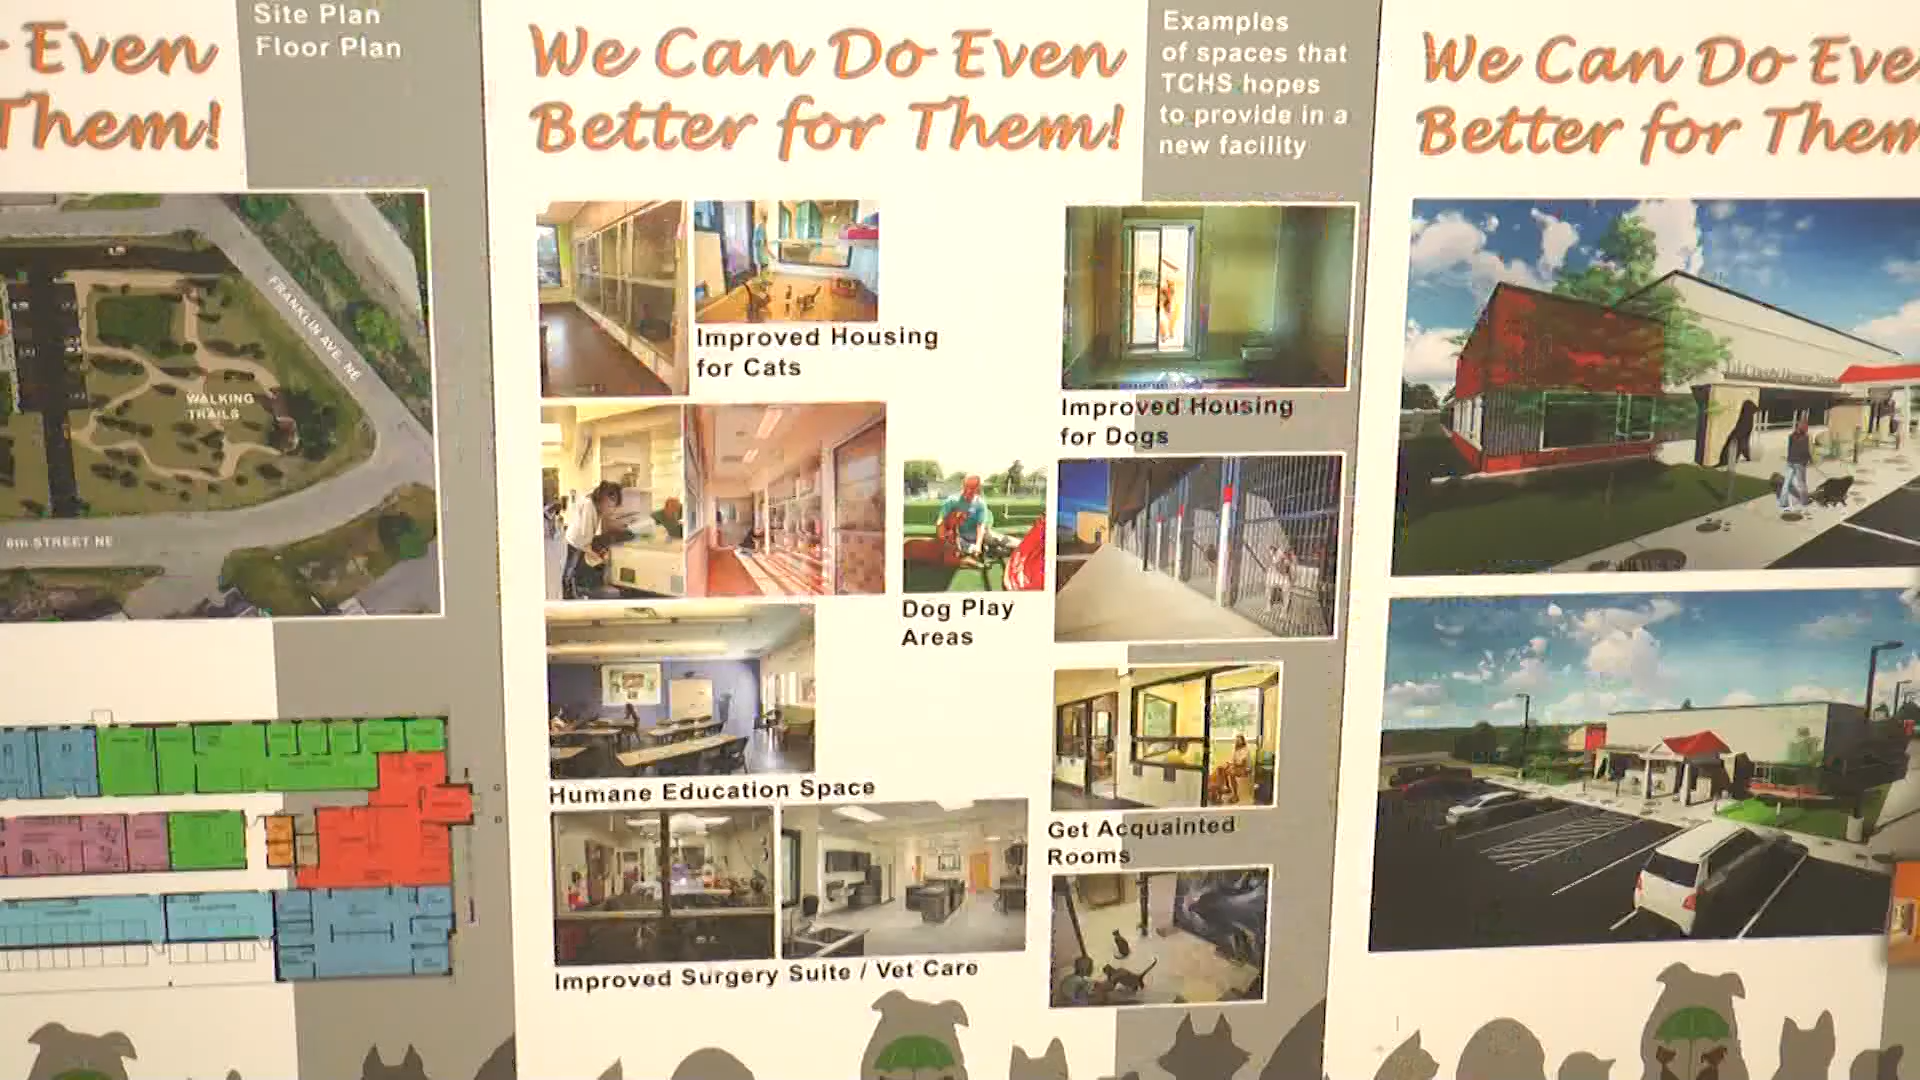 Even
Them!
Site Plan
Floor Plan
FRANKLIN AVE. NE
WALKING
TRAILS
8th STREET NE
We Can Do Even
Better for Them!
Examples
of spaces that
TCHS hopes
to provide in a
new facility
Improved Housing
for Cats
Improved Housing
for Dogs
Dog Play
Areas
Humane Education Space
Get Acquainted
Rooms
Improved Surgery Suite / Vet Care
We Can Do Eve
Better for Them